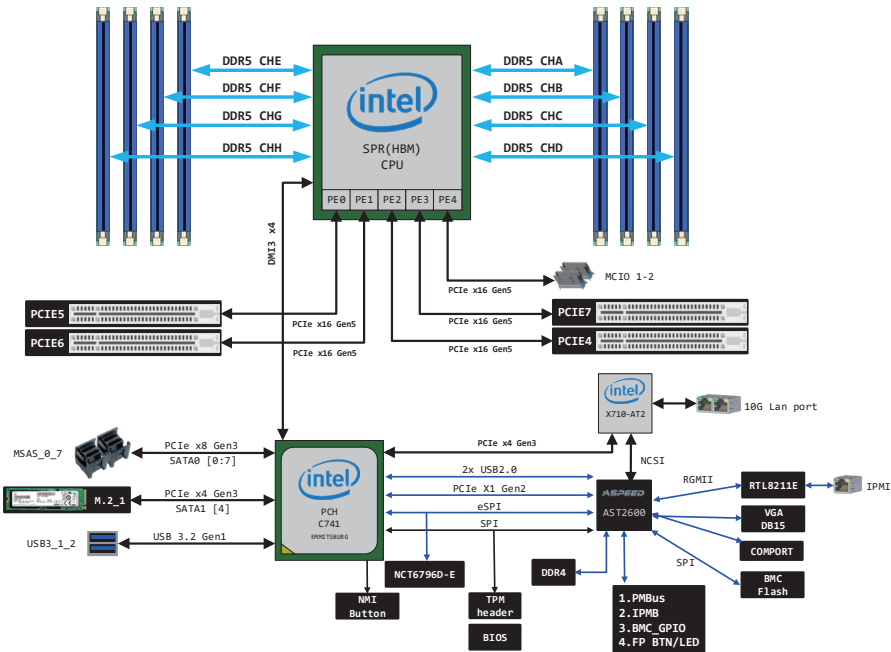 DDR5 CHE
DDR5 CHA
DDR5 CHF
DDR5 CHB
DDR5 CHG
DDR5 CHC
DDR5 CHH
DDR5 CHD
intel
SPR(HBM)
CPU
PE0 PE1 PE2 PE3 PE4
DMI3 x4
MCIO 1-2
PCIe x16 Gen5
PCIE5
PCIE7
PCIe x16 Gen5
PCIe x16 Gen5
PCIE6
PCIE4
PCIe x16 Gen5
PCIe x16 Gen5
intel
X710-AT2
10G Lan port
MSAS_0_7
PCIe x8 Gen3
SATA0 [0:7]
PCIe x4 Gen3
NCSI
intel
PCH
C741
EMMITSBURG
2x USB2.0
PCIe X1 Gen2
eSPI
SPI
ASPEED
AST2600
RGMII
RTL8211E
IPMI
M.2_1
PCIe x4 Gen3
SATA1 [4]
VGA
DB15
USB3_1_2
USB 3.2 Gen1
COMPORT
SPI
BMC
Flash
NCT6796D-E
DDR4
NMI
Button
TPM
header
BIOS
1.PMBus
2.IPMB
3.BMC_GPIO
4.FP BTN/LED